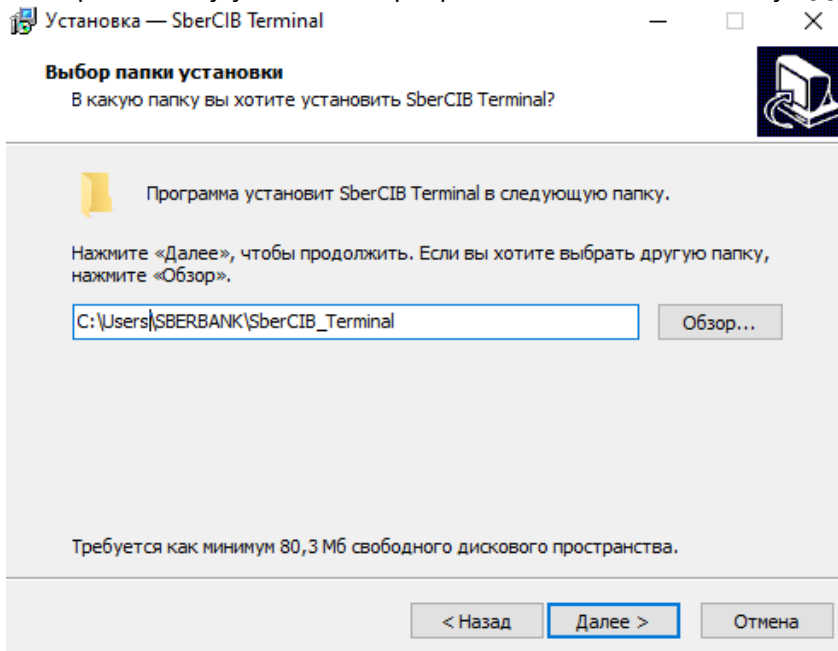 Установка — SberCIB Terminal
Выбор папки установки
В какую папку вы хотите установить SberCIB Terminal?
Программа установит SberCIB Terminal в следующую папку.
Нажмите «Далее», чтобы продолжить. Если вы хотите выбрать другую папку,
нажмите «Обзор».
C:\Users\SBERBANK\SberCIB_Terminal
Обзор...
Требуется как минимум 80,3 Мб свободного дискового пространства.
< Назад
Далее >
Отмена